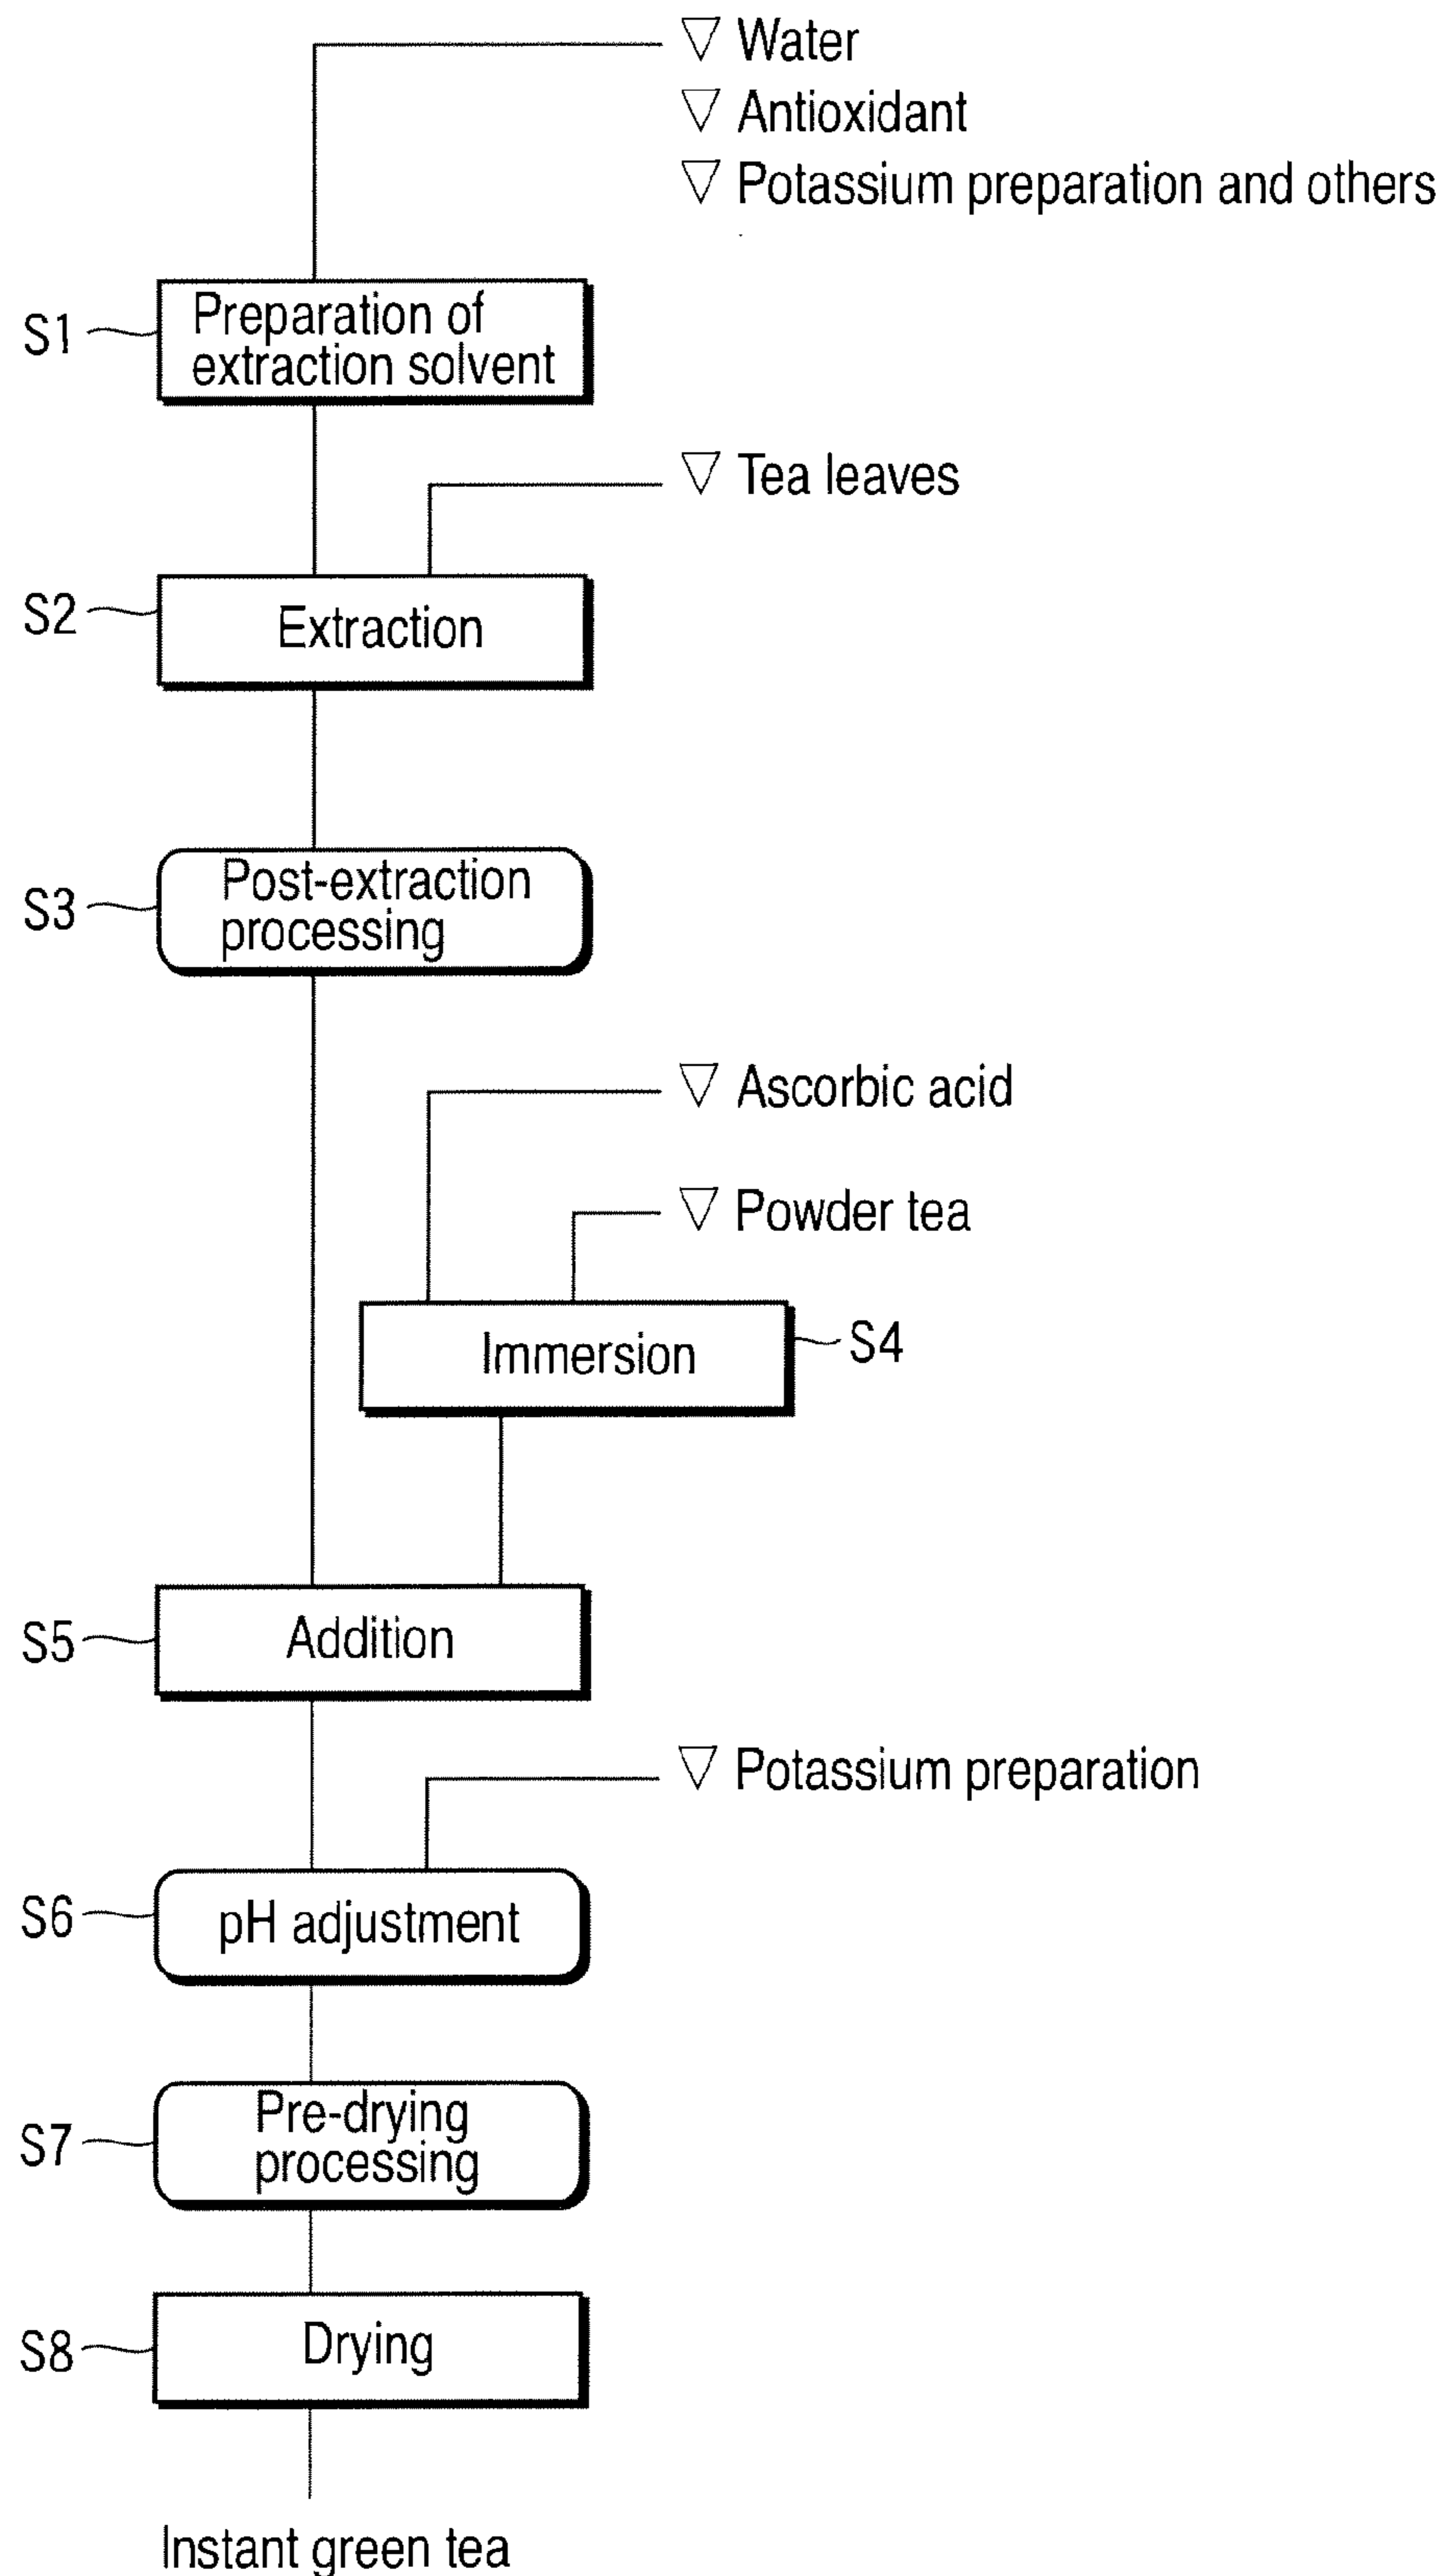 ▽ Water
▽ Antioxidant
▽ Potassium preparation and others
S1
Preparation of
extraction solvent
▽ Tea leaves
S2
Extraction
S3
Post-extraction
processing
▽ Ascorbic acid
▽ Powder tea
Immersion
S4
S5
Addition
▽ Potassium preparation
S6
pH adjustment
S7
Pre-drying
processing
S8
Drying
Instant green tea